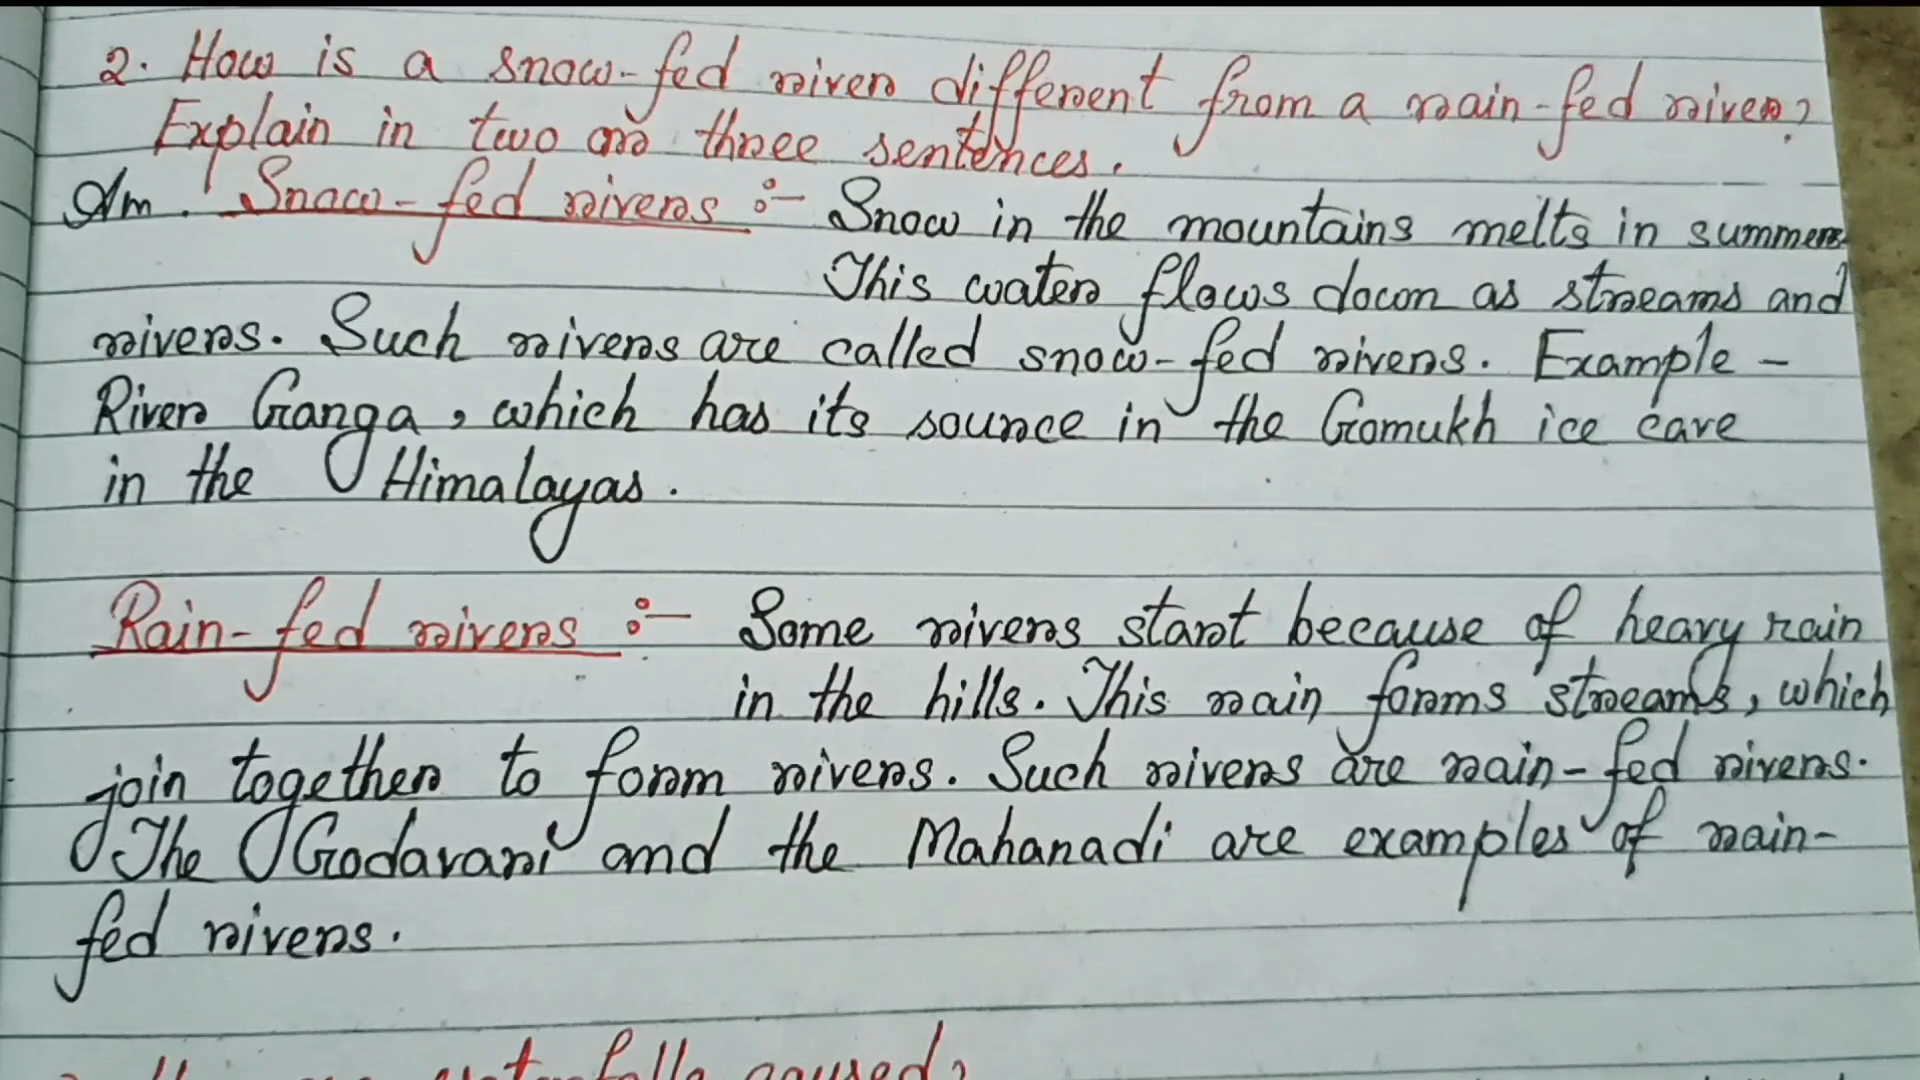 2. How is a snow-fed river different from a rain-fed river?
Explain in two or three sentences.
Ans. Snow-fed rivers :- Snow in the mountains melts in summer.
This water flows down as streams and
rivers. Such rivers are called snow-fed rivers. Example -
River Ganga, which has its source in the Gomukh ice cave
in the Himalayas.
Rain-fed rivers :- Some rivers start because of heavy rain
in the hills. This rain forms streams, which
join together to form rivers. Such rivers are rain-fed rivers.
The Godavari and the Mahanadi are examples of rain-
fed rivers.
waterfalls caused?